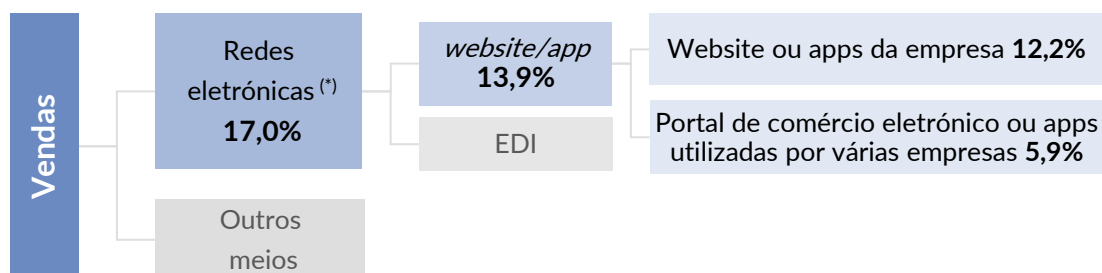 Vendas
Redes
eletrónicas (*)
17,0%
website/app
13,9%
Website ou apps da empresa 12,2%
Portal de comércio eletrónico ou apps
utilizadas por várias empresas 5,9%
EDI
Outros
meios